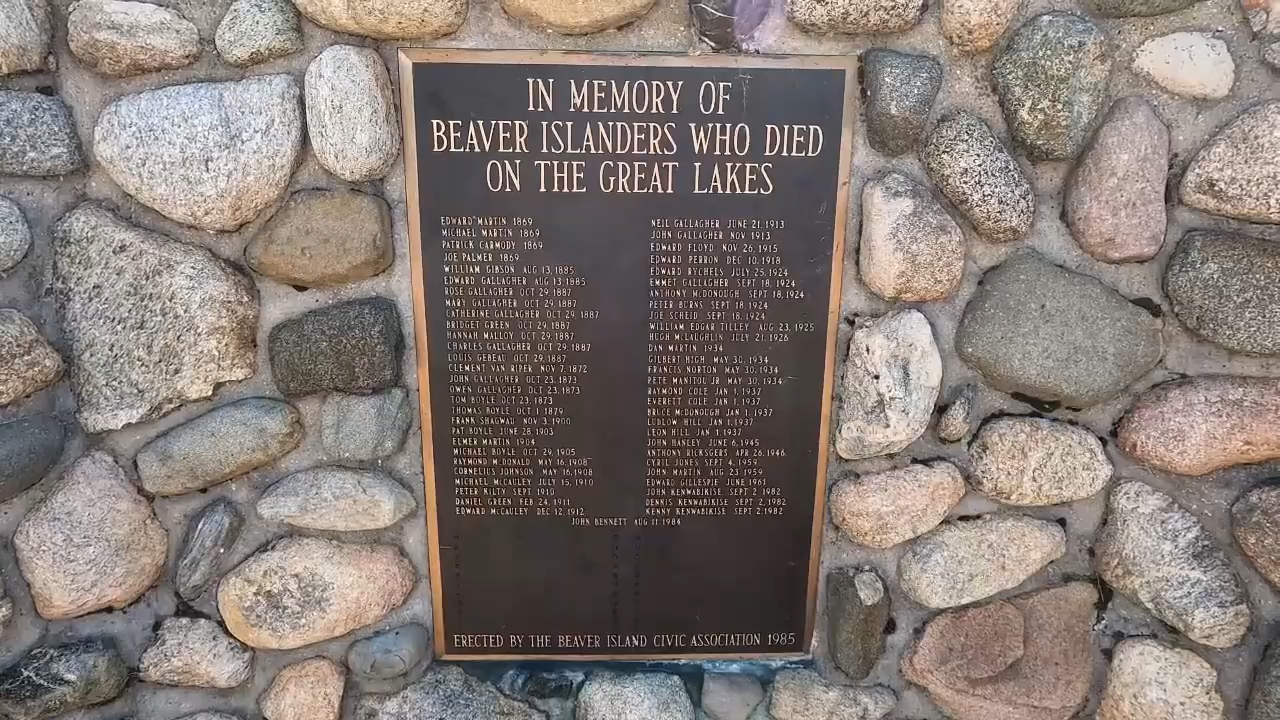 IN MEMORY OF
BEAVER ISLANDERS WHO DIED
ON THE GREAT LAKES
EDWARD MARTIN 1869
MICHAEL MARTIN 1869
PATRICK CARMODY 1869
JOE PALMER 1869
WILLIAM GIBSON AUG 13, 1885
EDWARD GALLAGHER AUG 13, 1885
ROSE GALLAGHER OCT 29, 1887
MARY GALLAGHER OCT 29, 1887
CATHERINE GALLAGHER OCT 29, 1887
BRIDGET GREEN OCT 29, 1887
HANNAH MALLOY OCT 29, 1887
CHARLES GALLAGHER OCT 29, 1887
LOUIS GEBEAU OCT 29, 1887
CLEMENT VAN RIPER NOV 7, 1872
JOHN GALLAGHER OCT 23, 1873
OWEN GALLAGHER OCT 23, 1873
TOM BOYLE OCT 23, 1873
THOMAS BOYLE OCT 1, 1879
FRANK SHAGWAU NOV 3, 1900
PAT BOYLE JUNE 28, 1903
ELMER MARTIN 1904
MICHAEL BOYLE OCT 29, 1905
RAYMOND MCDONALD MAY 16, 1908
CORNELIUS JOHNSON MAY 16, 1908
MICHAEL MCCAULEY JULY 15, 1910
PETER KILTY SEPT 1910
DANIEL GREEN FEB 24, 1911
EDWARD MCCAULEY DEC 12, 1912
NEIL GALLAGHER JUNE 21, 1913
JOHN GALLAGHER NOV 1913
EDWARD FLOYD NOV 26, 1915
EDWARD PERRON DEC 10, 1918
EDWARD RYCHELS JULY 25, 1924
EMMET GALLAGHER SEPT 18, 1924
ANTHONY MCDONOUGH SEPT 18, 1924
PETER BURNS SEPT 18, 1924
JOE SCHEID SEPT 18, 1924
WILLIAM EDGAR TILLEY AUG 23, 1925
HUGH MCLAUGHLIN JULY 21, 1926
DAN MARTIN 1934
GILBERT HIGH MAY 30, 1934
FRANCIS NORTON MAY 30, 1934
PETE MANITOU JR MAY 30, 1934
RAYMOND COLE JAN 1, 1937
EVERETT COLE JAN 1, 1937
BRUCE MCDONOUGH JAN 1, 1937
LUDLOW HILL JAN 1, 1937
LEON HILL JAN 1, 1937
JOHN HANLEY JUNE 6, 1945
ANTHONY RICKSGERS APR 26, 1946
CYRIL JONES SEPT 4, 1959
JOHN MARTIN AUG 23 1959
EDWARD GILLESPIE JUNE 1961
JOHN KENWABIKISE SEPT 2, 1982
DENNIS KENWABIKISE SEPT 2, 1982
KENNY KENWABIKISE SEPT 2, 1982
JOHN BENNETT AUG 11, 1984
ERECTED BY THE BEAVER ISLAND CIVIC ASSOCIATION 1985